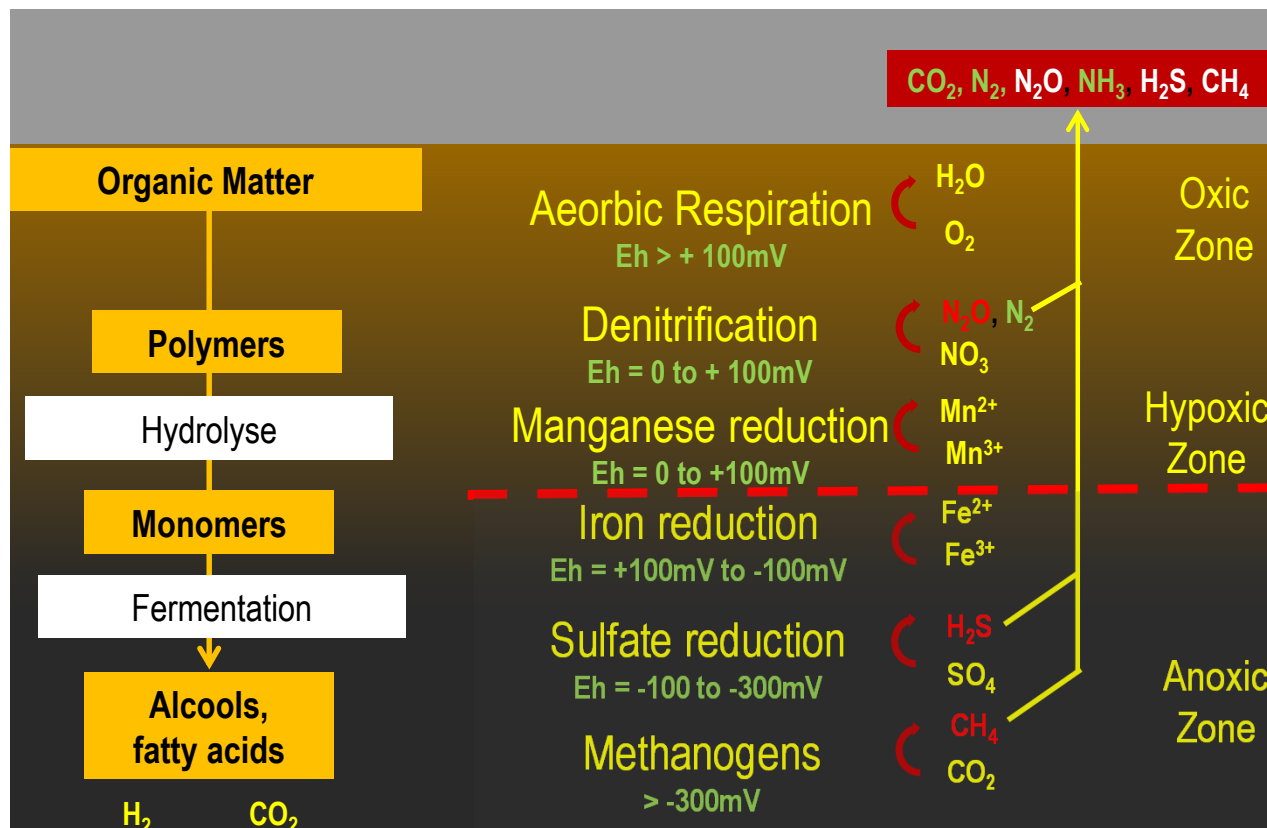 CO₂, N₂, N₂O, NH₃, H₂S, CH₄
Organic Matter
Polymers
Hydrolyse
Monomers
Fermentation
Alcools,
fatty acids
H₂ CO₂
Aeorbic Respiration
Eh > + 100mV
H₂O
O₂
Oxic
Zone
Denitrification
Eh = 0 to + 100mV
N₂O, N₂
NO₃
Manganese reduction
Eh = 0 to +100mV
Mn²⁺
Mn³⁺
Hypoxic
Zone
Iron reduction
Eh = +100mV to -100mV
Fe²⁺
Fe³⁺
Sulfate reduction
Eh = -100 to -300mV
H₂S
SO₄
Methanogens
> -300mV
CH₄
CO₂
Anoxic
Zone